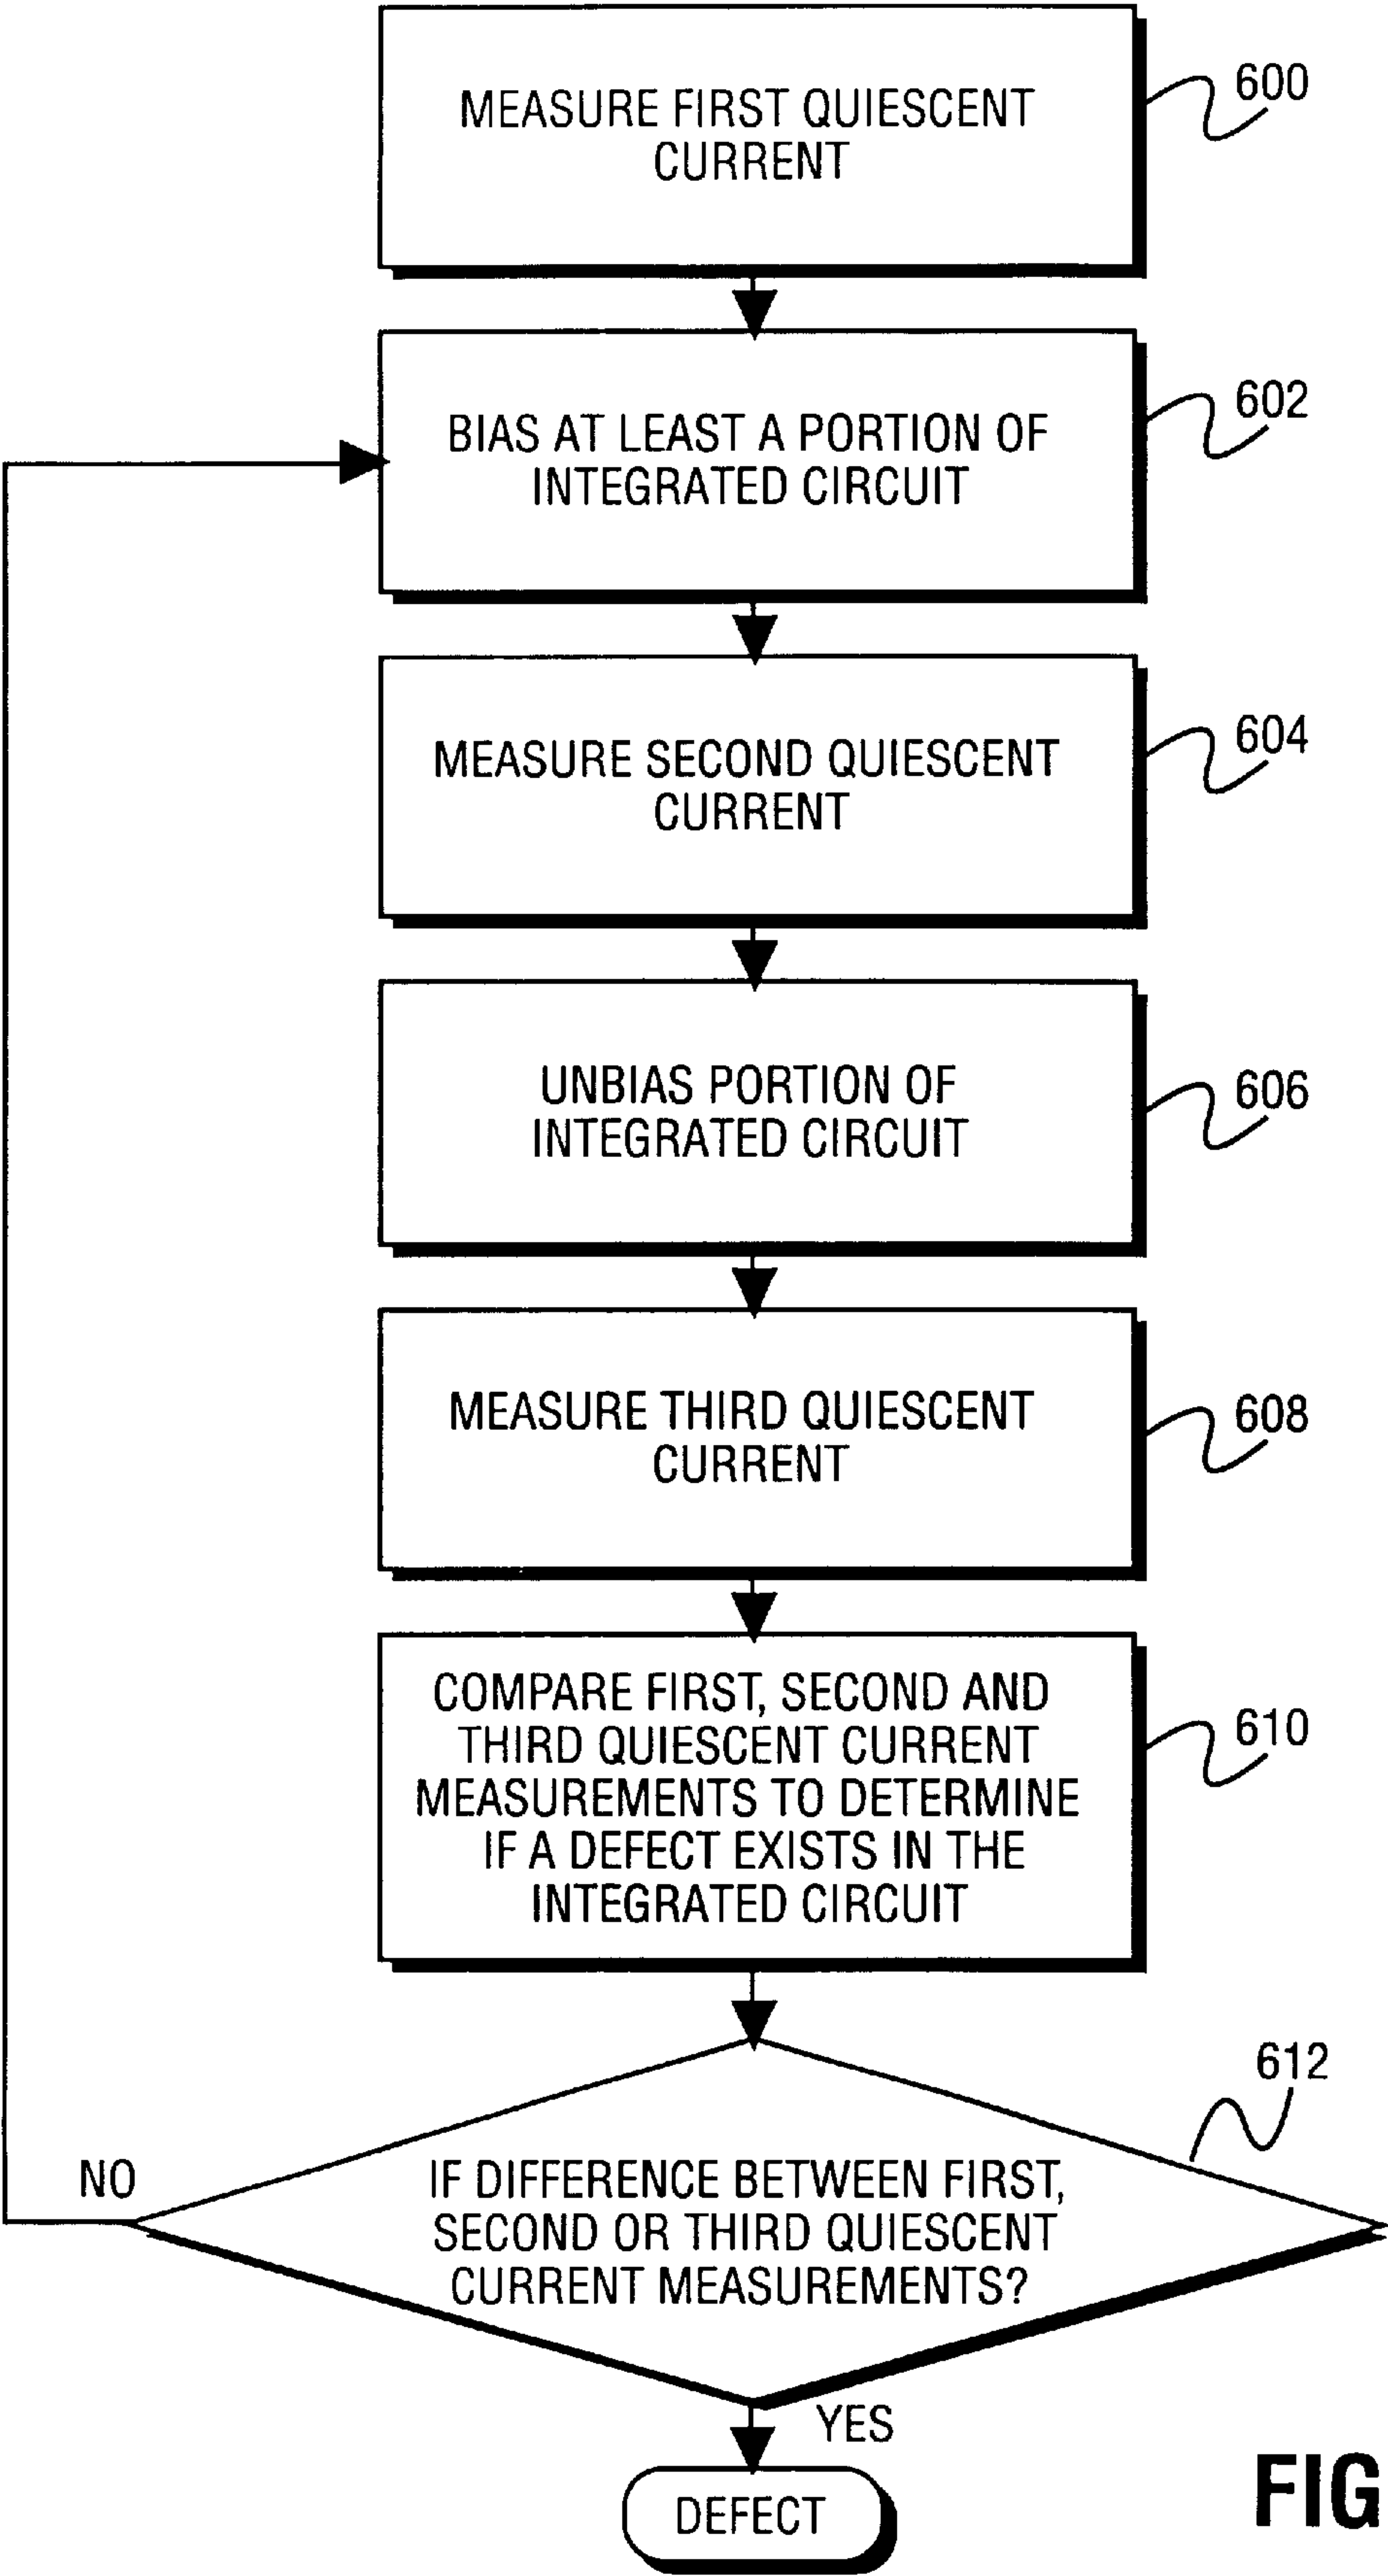 MEASURE FIRST QUIESCENT
CURRENT
600
BIAS AT LEAST A PORTION OF
INTEGRATED CIRCUIT
602
MEASURE SECOND QUIESCENT
CURRENT
604
UNBIAS PORTION OF
INTEGRATED CIRCUIT
606
MEASURE THIRD QUIESCENT
CURRENT
608
COMPARE FIRST, SECOND AND
THIRD QUIESCENT CURRENT
MEASUREMENTS TO DETERMINE
IF A DEFECT EXISTS IN THE
INTEGRATED CIRCUIT
610
612
NO
IF DIFFERENCE BETWEEN FIRST,
SECOND OR THIRD QUIESCENT
CURRENT MEASUREMENTS?
YES
DEFECT
FIG